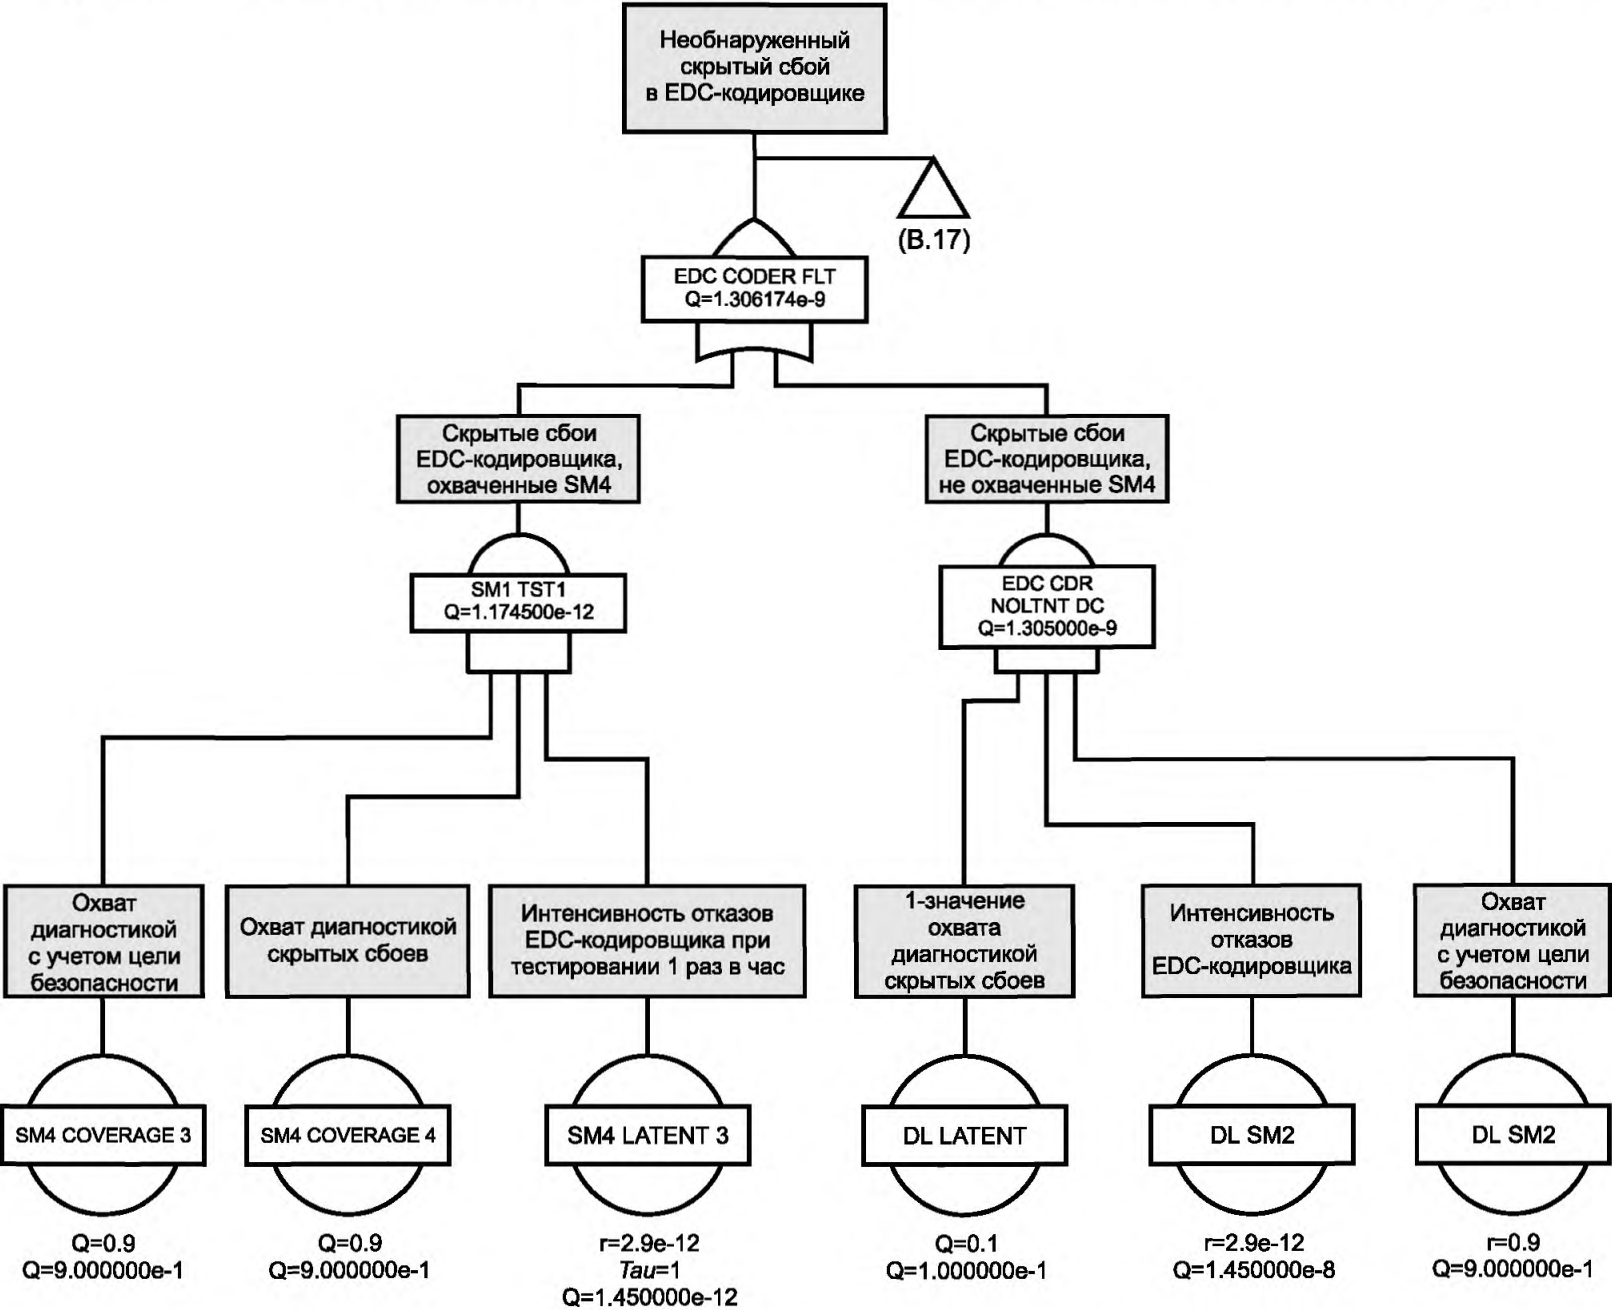 Необнаруженный
скрытый сбой
в EDC-кодировщике
(B.17)
EDC CODER FLT
Q=1.306174e-9
Скрытые сбои
EDC-кодировщика,
охваченные SM4
Скрытые сбои
EDC-кодировщика,
не охваченные SM4
SM1 TST1
Q=1.174500e-12
EDC CDR
NOLTNT DC
Q=1.305000e-9
Охват
диагностикой
с учетом цели
безопасности
Охват диагностикой
скрытых сбоев
Интенсивность отказов
EDC-кодировщика при
тестировании 1 раз в час
1-значение
охвата
диагностикой
скрытых сбоев
Интенсивность
отказов
EDC-кодировщика
Охват
диагностикой
с учетом цели
безопасности
SM4 COVERAGE 3
SM4 COVERAGE 4
SM4 LATENT 3
DL LATENT
DL SM2
DL SM2
Q=0.9
Q=9.000000e-1
Q=0.9
Q=9.000000e-1
r=2.9e-12
Tau=1
Q=1.450000e-12
Q=0.1
Q=1.000000e-1
r=2.9e-12
Q=1.450000e-8
r=0.9
Q=9.000000e-1